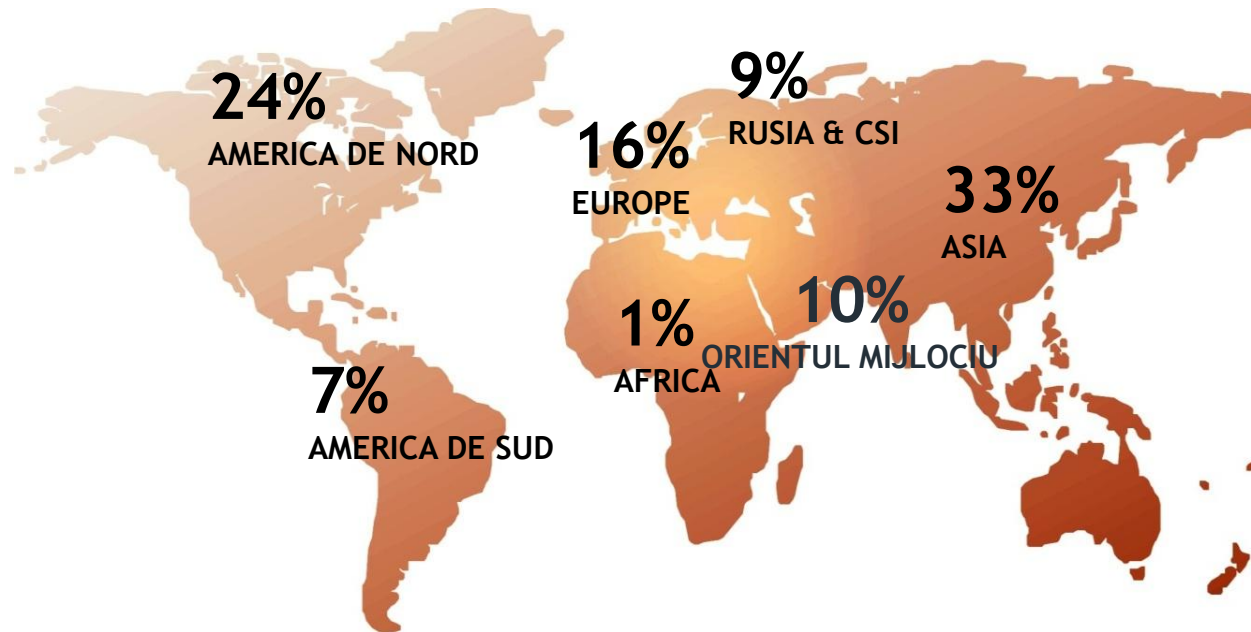 24%
AMERICA DE NORD
9%
RUSIA & CSI
16%
EUROPE
33%
ASIA
10%
ORIENTUL MIJLOCIU
1%
AFRICA
7%
AMERICA DE SUD